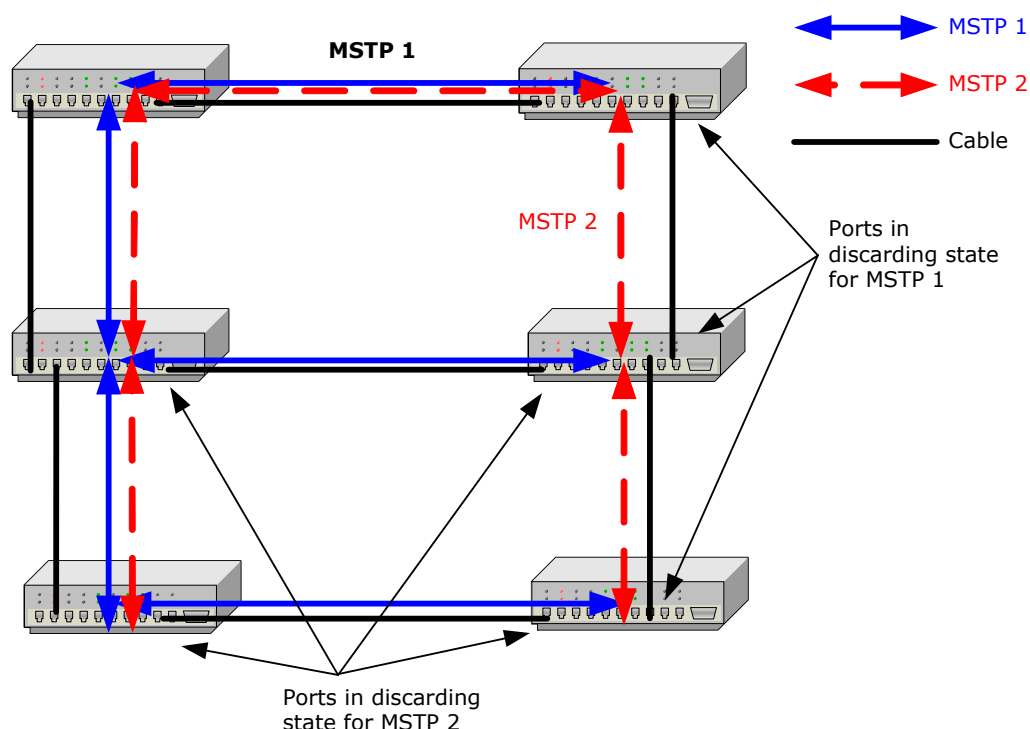 MSTP 1
MSTP 1
MSTP 2
Cable
MSTP 2
Ports in
discarding state
for MSTP 1
Ports in discarding
state for MSTP 2